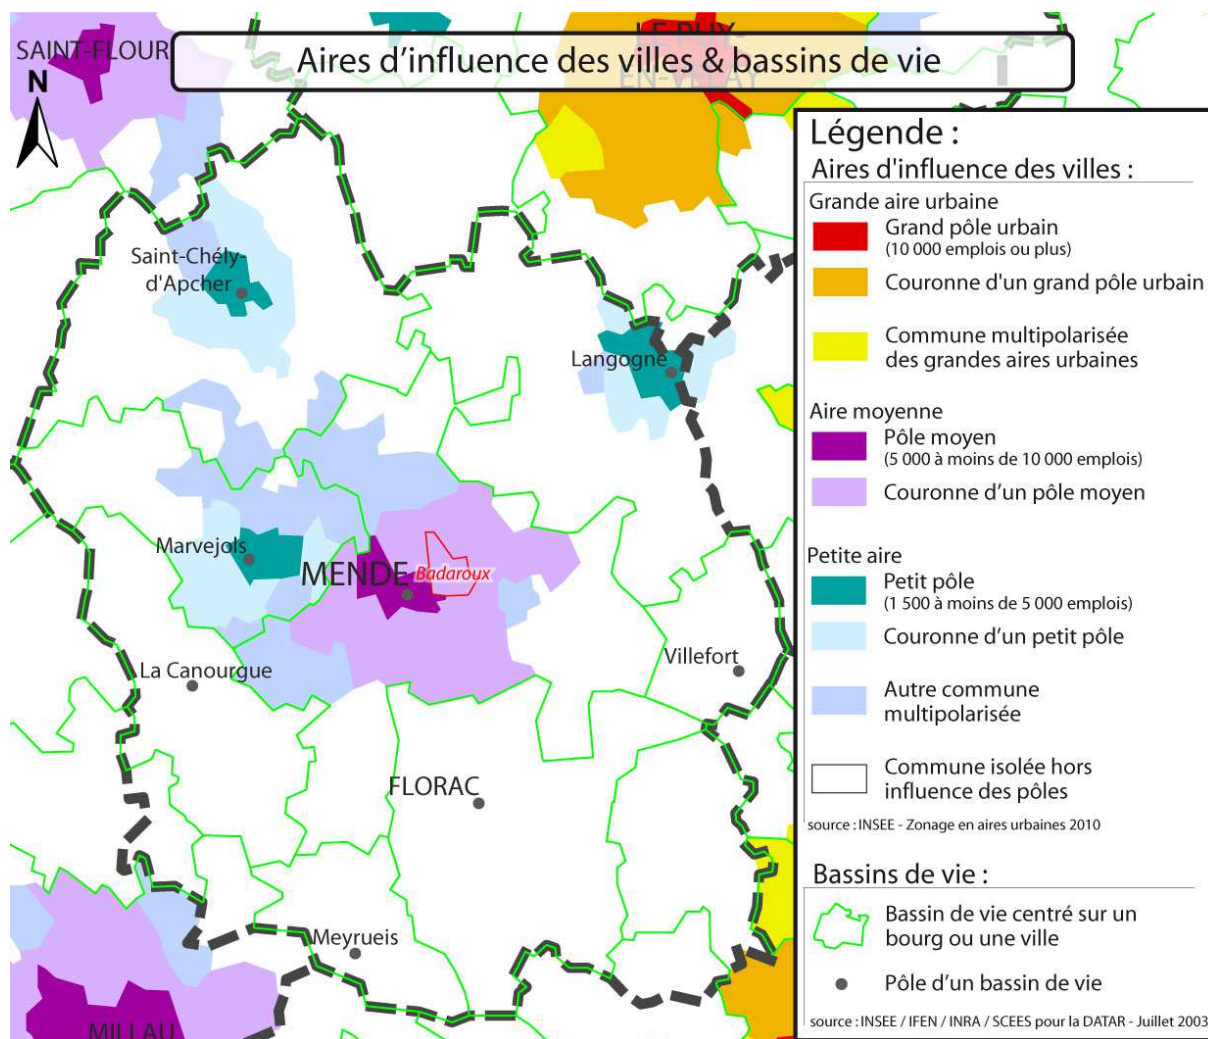 SAINT-FLOUR
LE PUY-
EN-VELAY
Aires d'influence des villes & bassins de vie
N
Saint-Chély-
d'Apcher
Langogne
Marvejols
MENDE
Badaroux
La Canourgue
Villefort
FLORAC
Meyrueis
MILLAU
Légende :
Aires d'influence des villes :
Grande aire urbaine
Grand pôle urbain
(10 000 emplois ou plus)
Couronne d'un grand pôle urbain
Commune multipolarisée
des grandes aires urbaines
Aire moyenne
Pôle moyen
(5 000 à moins de 10 000 emplois)
Couronne d'un pôle moyen
Petite aire
Petit pôle
(1 500 à moins de 5 000 emplois)
Couronne d'un petit pôle
Autre commune
multipolarisée
Commune isolée hors
influence des pôles
source : INSEE - Zonage en aires urbaines 2010
Bassins de vie :
Bassin de vie centré sur un
bourg ou une ville
Pôle d'un bassin de vie
source : INSEE / IFEN / INRA / SCEES pour la DATAR - Juillet 2003